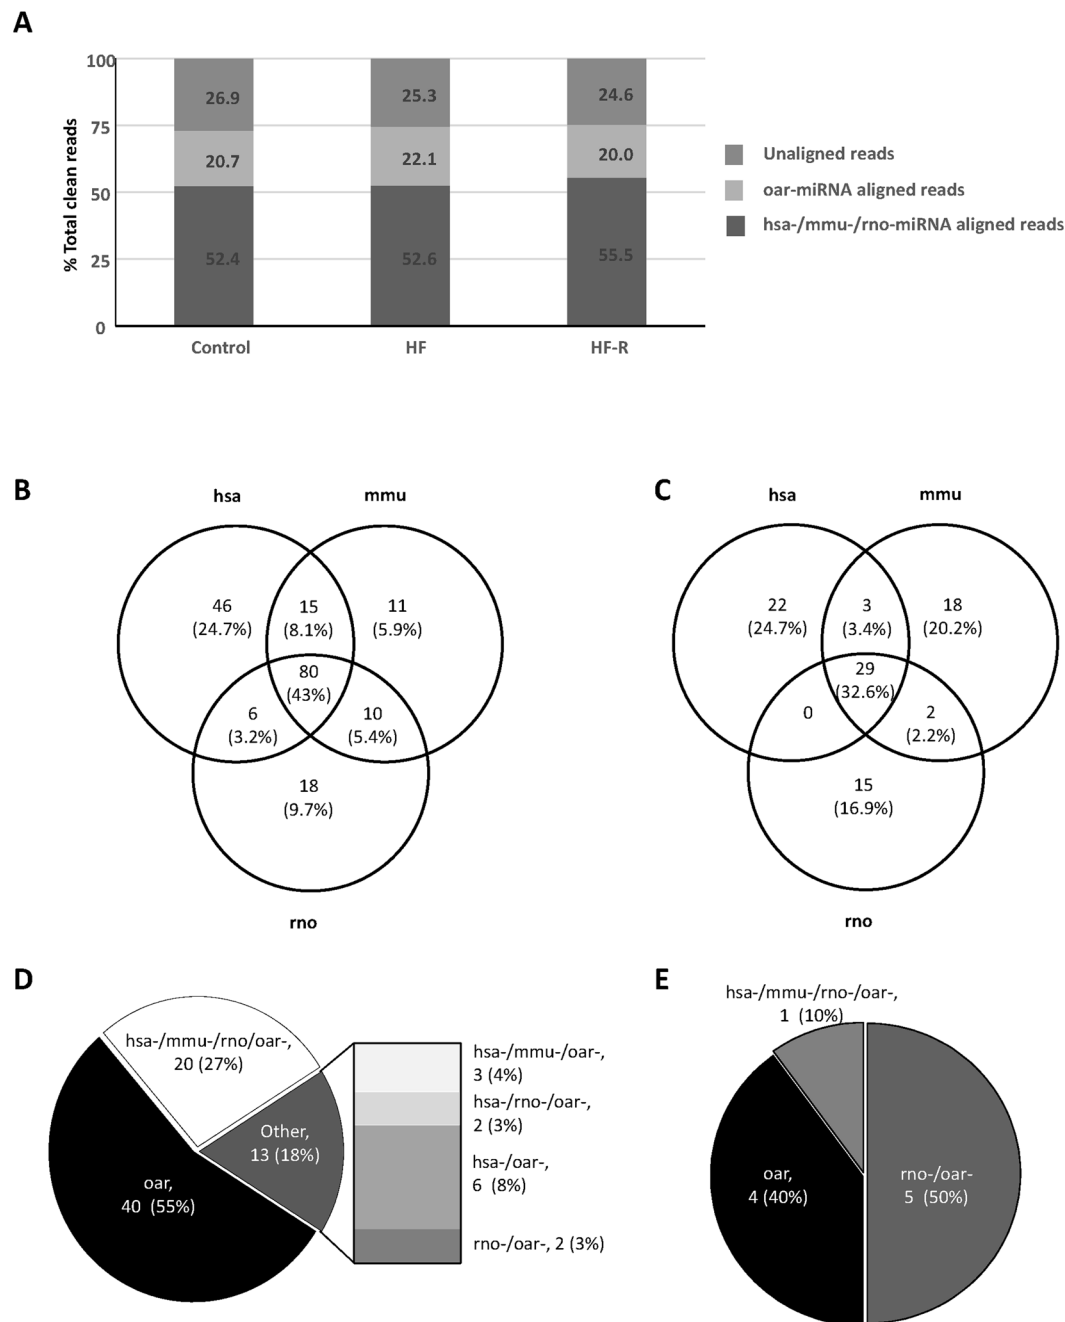 A
% Total clean reads
100
75
50
25
0
26.9
25.3
24.6
20.7
22.1
20.0
52.4
52.6
55.5
Control
HF
HF-R
Unaligned reads
oar-miRNA aligned reads
hsa-/mmu-/rno-miRNA aligned reads
B
hsa
mmu
46
(24.7%)
15
(8.1%)
11
(5.9%)
80
(43%)
6
(3.2%)
10
(5.4%)
18
(9.7%)
rno
C
hsa
mmu
22
(24.7%)
3
(3.4%)
18
(20.2%)
29
(32.6%)
0
2
(2.2%)
15
(16.9%)
rno
D
hsa-/mmu-/rno/oar-,
20 (27%)
Other,
13 (18%)
oar,
40 (55%)
hsa-/mmu-/oar-,
3 (4%)
hsa-/rno-/oar-,
2 (3%)
hsa-/oar-,
6 (8%)
rno-/oar-, 2 (3%)
E
hsa-/mmu-/rno-/oar-,
1 (10%)
oar,
4 (40%)
rno-/oar-
5 (50%)